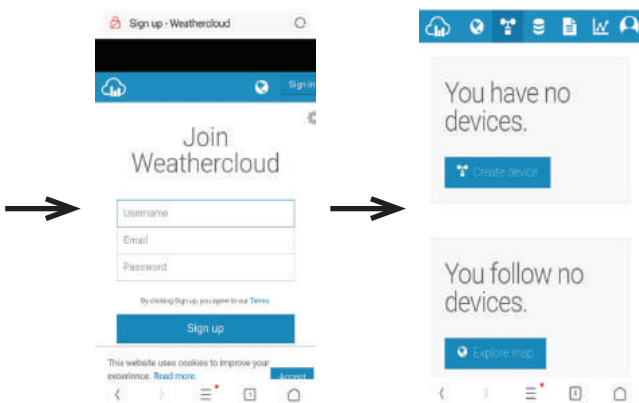 Sign up - Weathercloud
Sign in
Join
Weathercloud
Username
Email
Password
By clicking Sign up, you agree to our Terms
Sign up
This website uses cookies to improve your
experience. Read more.
Accept
You have no
devices.
Create device
You follow no
devices.
Explore map